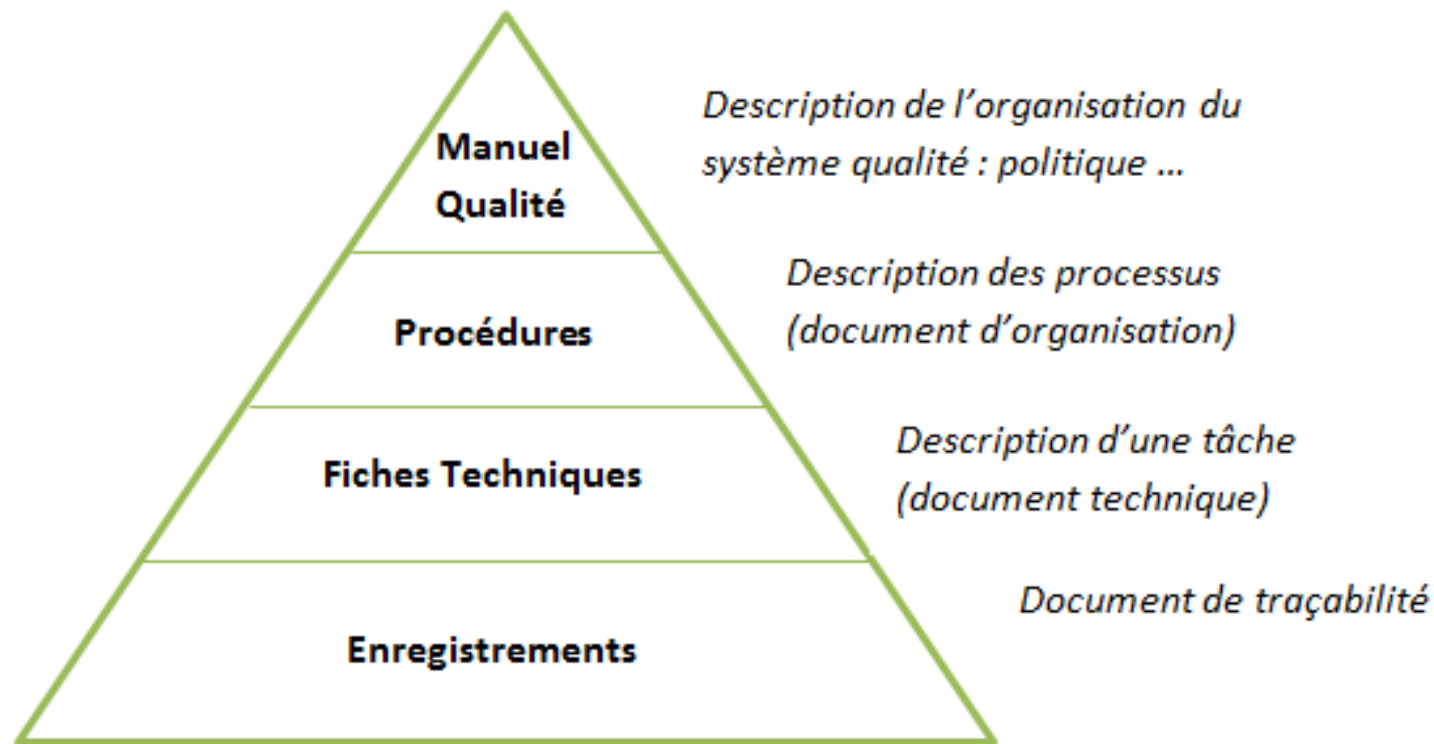 Manuel
Qualité
Description de l’organisation du
système qualité : politique ...
Procédures
Description des processus
(document d’organisation)
Fiches Techniques
Description d’une tâche
(document technique)
Enregistrements
Document de traçabilité